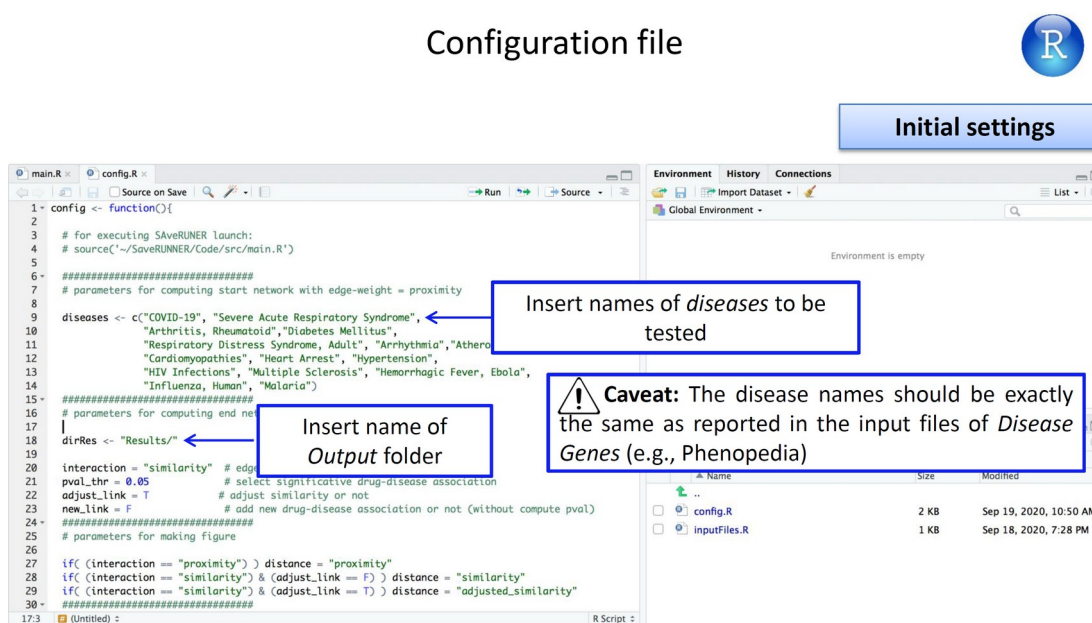 Configuration file
R
Initial settings
main.R × config.R ×
Source on Save
Run
Source
1 config <- function(){
2
3 # for executing SAveRUNER launch:
4 # source('~/SaveRUNNER/Code/src/main.R')
5
6 #################################
7 # parameters for computing start network with edge-weight = proximity
8
9 diseases <- c("COVID-19", "Severe Acute Respiratory Syndrome",
10 "Arthritis, Rheumatoid","Diabetes Mellitus",
11 "Respiratory Distress Syndrome, Adult", "Arrhythmia","Athero
12 "Cardiomyopathies", "Heart Arrest", "Hypertension",
13 "HIV Infections", "Multiple Sclerosis", "Hemorrhagic Fever, Ebola",
14 "Influenza, Human", "Malaria")
15 #################################
16 # parameters for computing end net
17
18 dirRes <- "Results/"
19
20 interaction = "similarity" # edge
21 pval_thr = 0.05 # select significative drug-disease association
22 adjust_link = T # adjust similarity or not
23 new_link = F # add new drug-disease association or not (without compute pval)
24 #################################
25 # parameters for making figure
26
27 if( (interaction == "proximity") ) distance = "proximity"
28 if( (interaction == "similarity") & (adjust_link == F) ) distance = "similarity"
29 if( (interaction == "similarity") & (adjust_link == T) ) distance = "adjusted_similarity"
30 #################################
17:3 # (Untitled) R Script
Insert names of diseases to be
tested
Insert name of
Output folder
Environment History Connections
Import Dataset
List
Global Environment
Environment is empty
! Caveat: The disease names should be exactly
the same as reported in the input files of Disease
Genes (e.g., Phenopedia)
Name Size Modified
..
config.R 2 KB Sep 19, 2020, 10:50 AM
inputFiles.R 1 KB Sep 18, 2020, 7:28 PM